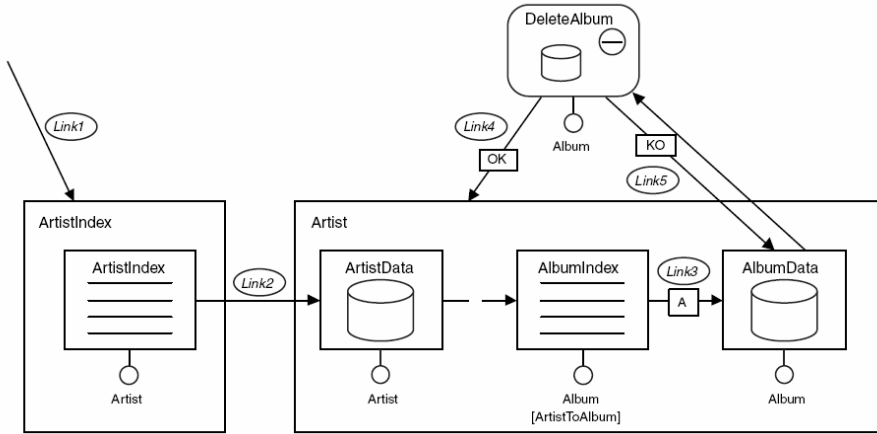 DeleteAlbum
Link1
Link4
Album
OK
KO
Link5
ArtistIndex
Artist
ArtistIndex
Link2
ArtistData
AlbumIndex
Link3
A
AlbumData
Artist
Artist
Album
[ArtistToAlbum]
Album